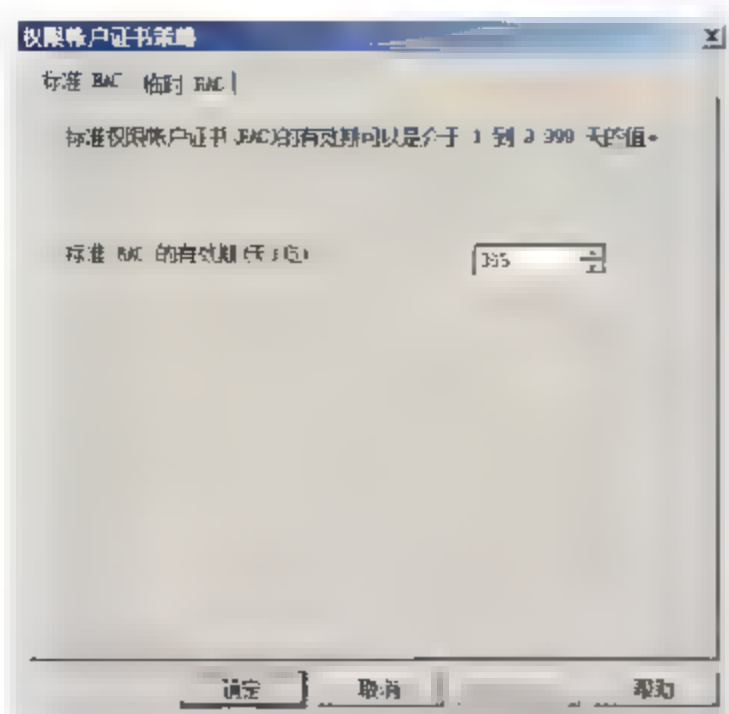 权限帐户证书策略
标准 RAC 临时 RAC
标准权限帐户证书(RAC)的有效期可以是介于 1 到 9 999 天的值。
标准 RAC 的有效期(天)(S)
365
确定 取消 帮助